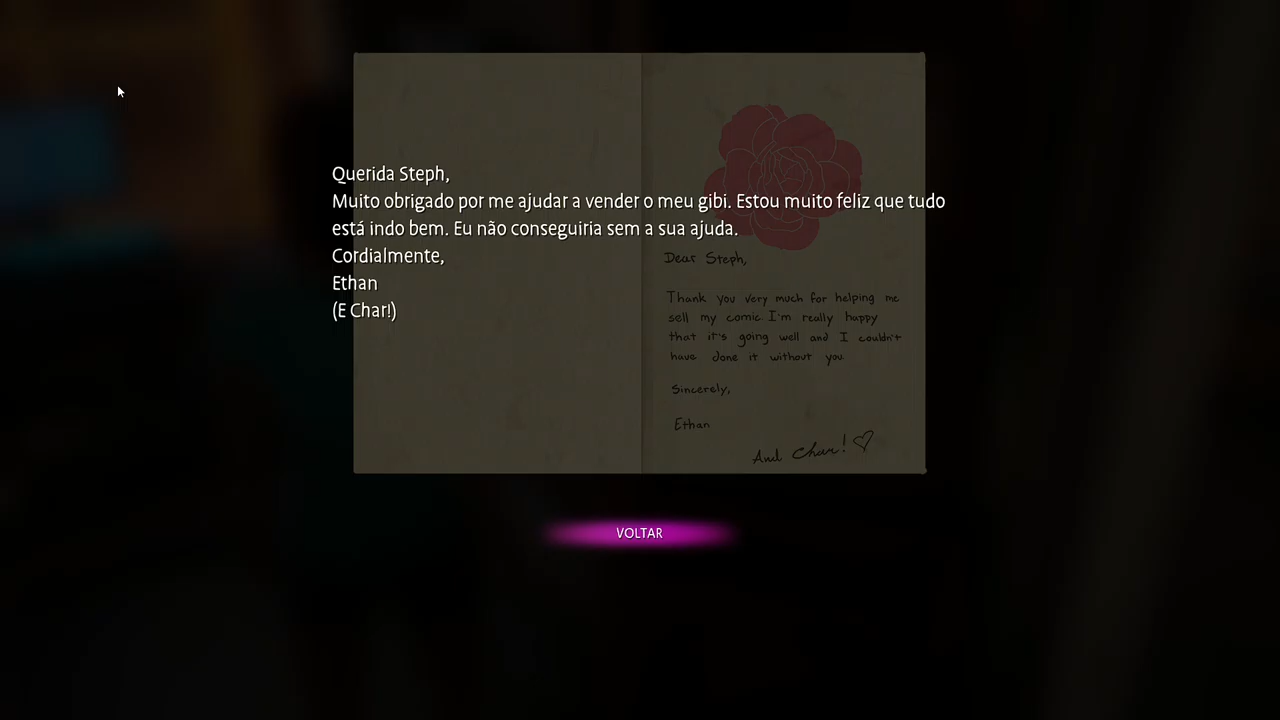 Querida Steph,
Muito obrigado por me ajudar a vender o meu gibi. Estou muito feliz que tudo
está indo bem. Eu não conseguiria sem a sua ajuda.
Cordialmente,
Ethan
(E Char!)
Dear Steph,
Thank you very much for helping me
sell my comic. I'm really happy
that it's going well and I couldn't
have done it without you.
Sincerely,
Ethan
And Char! ♡
VOLTAR